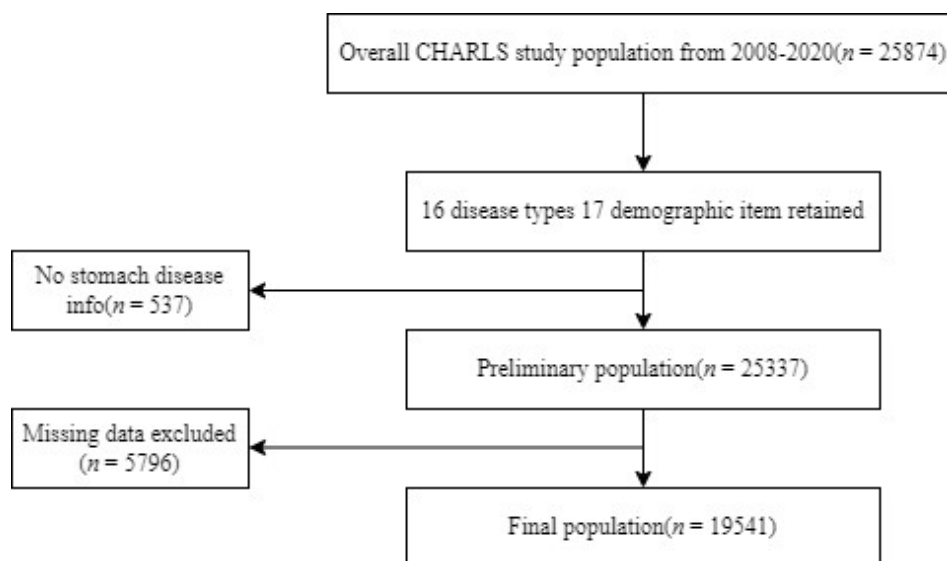 Overall CHARLS study population from 2008-2020(n = 25874)
16 disease types 17 demographic item retained
No stomach disease
info(n = 537)
Preliminary population(n = 25337)
Missing data excluded
(n = 5796)
Final population(n = 19541)